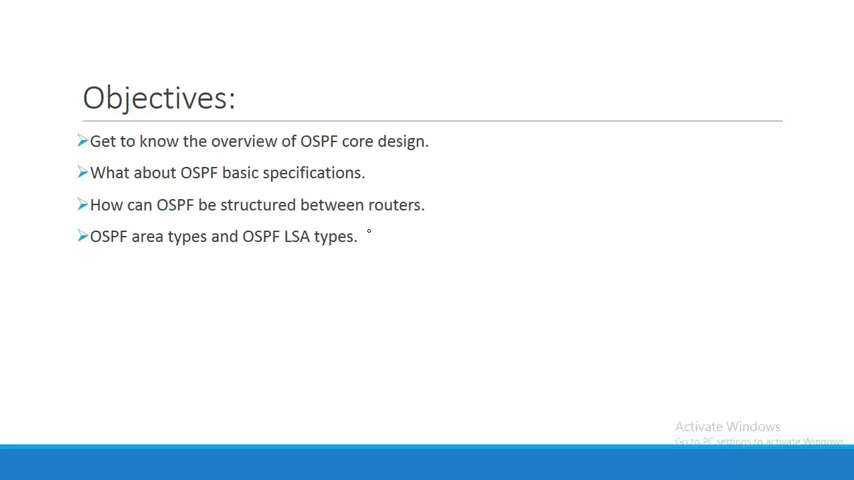 Objectives:
Get to know the overview of OSPF core design.
What about OSPF basic specifications.
How can OSPF be structured between routers.
OSPF area types and OSPF LSA types.
Activate Windows
Go to PC settings to activate Windows.